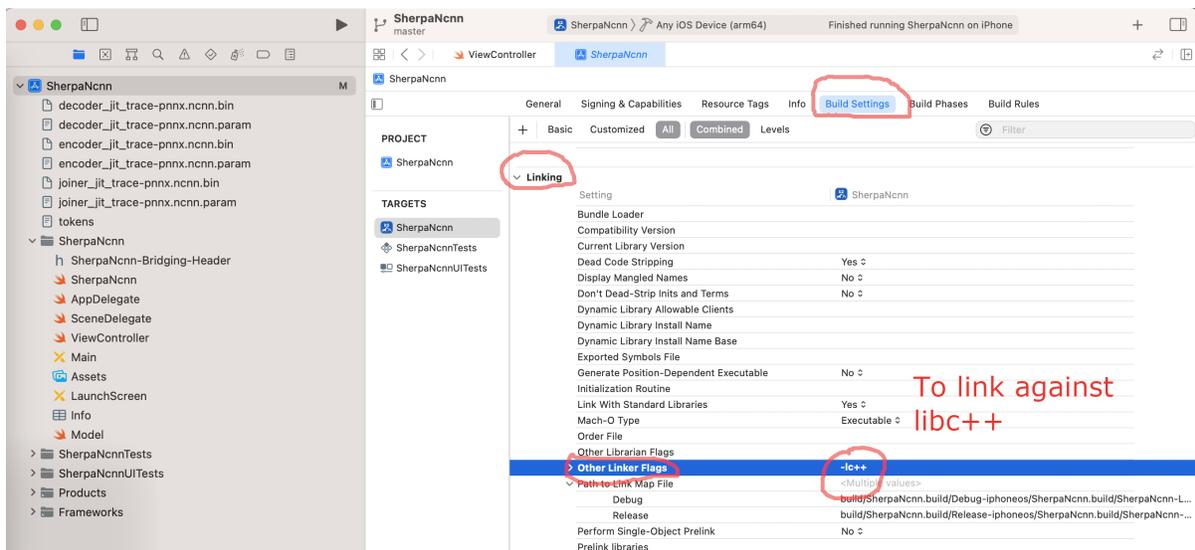 SherpaNcnn
master
SherpaNcnn
Any iOS Device (arm64)
Finished running SherpaNcnn on iPhone
ViewController
SherpaNcnn
SherpaNcnn
SherpaNcnn M
decoder_jit_trace-pnnx.ncnn.bin
decoder_jit_trace-pnnx.ncnn.param
encoder_jit_trace-pnnx.ncnn.bin
encoder_jit_trace-pnnx.ncnn.param
joiner_jit_trace-pnnx.ncnn.bin
joiner_jit_trace-pnnx.ncnn.param
tokens
SherpaNcnn
SherpaNcnn-Bridging-Header
SherpaNcnn
AppDelegate
SceneDelegate
ViewController
Main
Assets
LaunchScreen
Info
Model
SherpaNcnnTests
SherpaNcnnUITests
Products
Frameworks
General Signing & Capabilities Resource Tags Info Build Settings Build Phases Build Rules
Basic Customized All Combined Levels
Filter
PROJECT
SherpaNcnn
TARGETS
SherpaNcnn
SherpaNcnnTests
SherpaNcnnUITests
Linking
Setting SherpaNcnn
Bundle Loader
Compatibility Version
Current Library Version
Dead Code Stripping Yes
Display Mangled Names No
Don't Dead-Strip Inits and Terms No
Dynamic Library Allowable Clients
Dynamic Library Install Name
Dynamic Library Install Name Base
Exported Symbols File
Generate Position-Dependent Executable No
Initialization Routine
Link With Standard Libraries Yes
Mach-O Type Executable
Order File
Other Librarian Flags
Other Linker Flags -lc++
Path to Link Map File <Multiple values>
Debug build/SherpaNcnn.build/Debug-iphoneos/SherpaNcnn.build/SherpaNcnn-L...
Release build/SherpaNcnn.build/Release-iphoneos/SherpaNcnn.build/SherpaNcnn-...
Perform Single-Object Prelink No
Prelink libraries
To link against
libc++